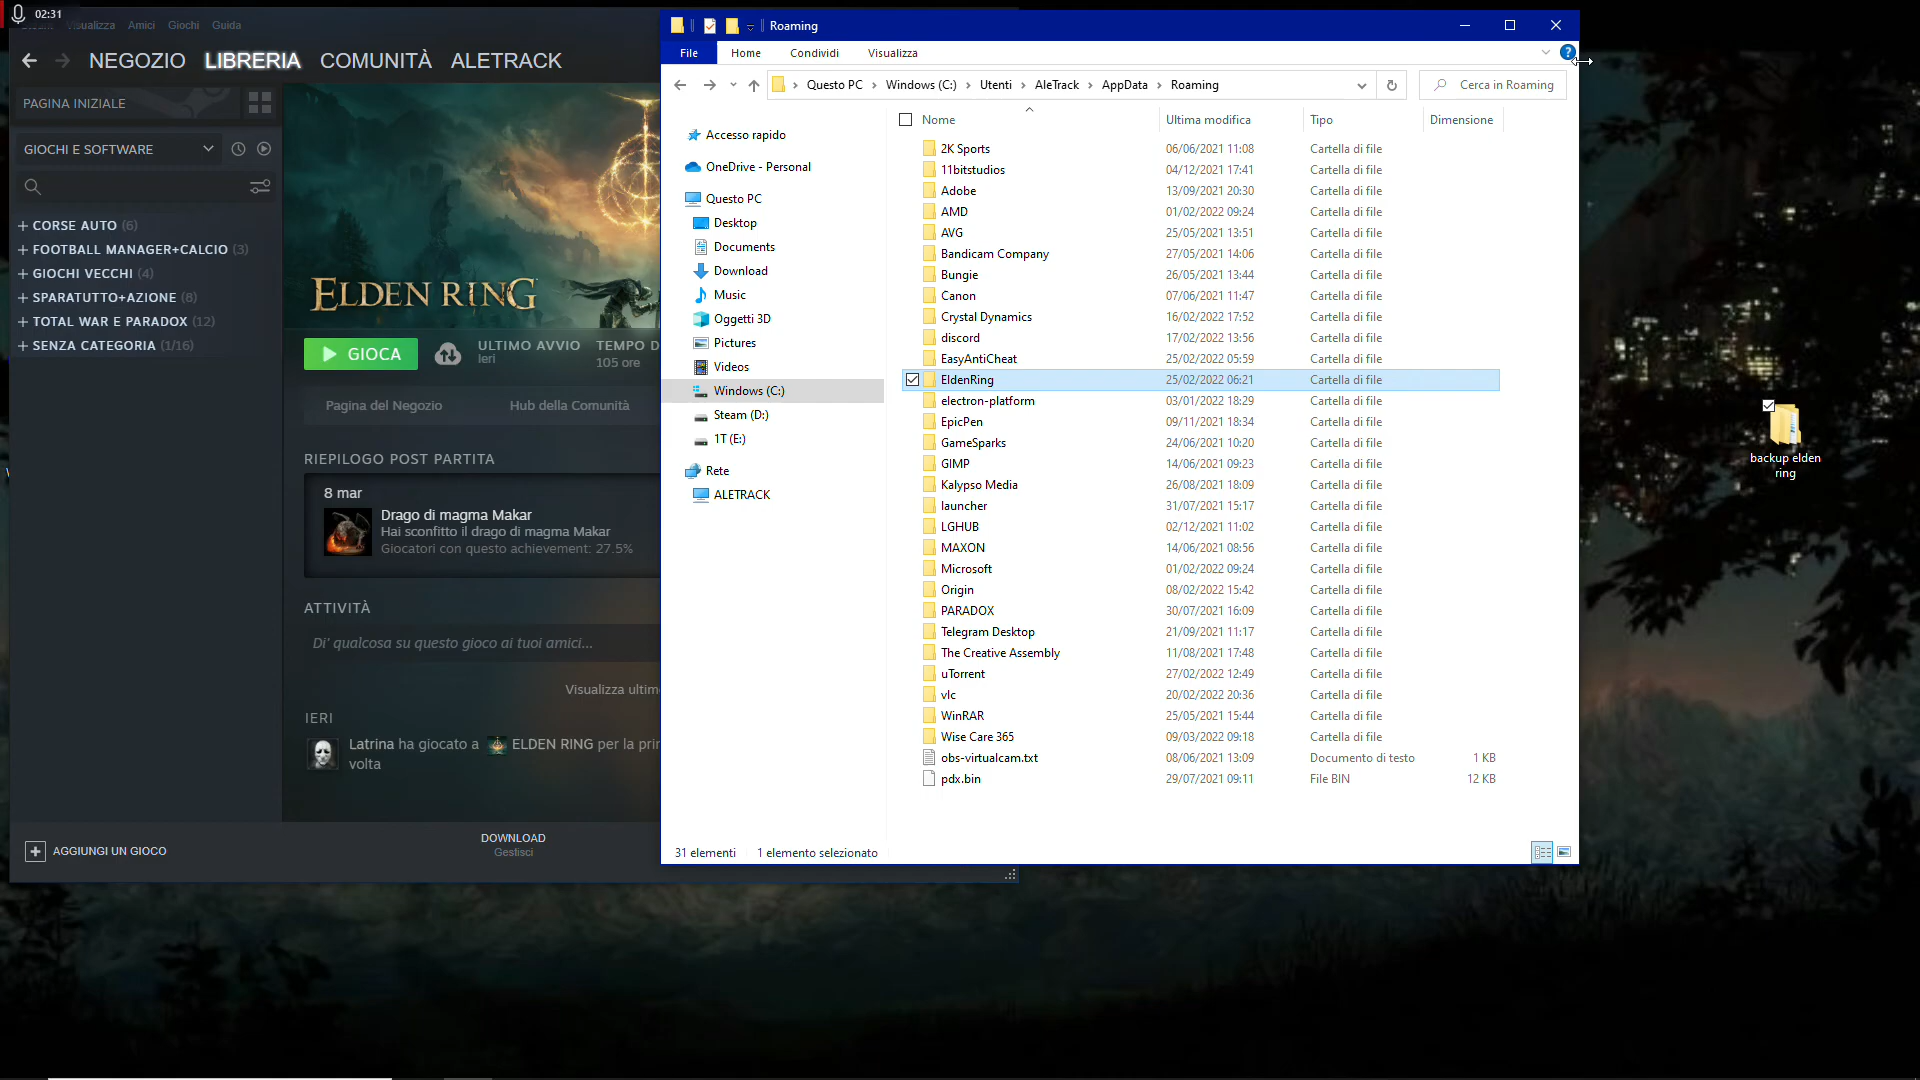 02:31
Visualizza Amici Giochi Guida
NEGOZIO LIBRERIA COMUNITÀ ALETRACK
PAGINA INIZIALE
GIOCHI E SOFTWARE
+ CORSE AUTO (6)
+ FOOTBALL MANAGER+CALCIO (3)
+ GIOCHI VECCHI (4)
+ SPARATUTTO+AZIONE (8)
+ TOTAL WAR E PARADOX (12)
+ SENZA CATEGORIA (1/16)
+ AGGIUNGI UN GIOCO
ELDEN RING
GIOCA
ULTIMO AVVIO
Ieri
TEMPO D
105 ore
Pagina del Negozio Hub della Comunità
RIEPILOGO POST PARTITA
8 mar
Drago di magma Makar
Hai sconfitto il drago di magma Makar
Giocatori con questo achievement: 27.5%
ATTIVITÀ
Di' qualcosa su questo gioco ai tuoi amici...
Visualizza ultime
IERI
Latrina ha giocato a ELDEN RING per la prim
volta
DOWNLOAD
Gestisci
Roaming
File Home Condividi Visualizza
Questo PC > Windows (C:) > Utenti > AleTrack > AppData > Roaming
Cerca in Roaming
Accesso rapido
OneDrive - Personal
Questo PC
Desktop
Documents
Download
Music
Oggetti 3D
Pictures
Videos
Windows (C:)
Steam (D:)
1T (E:)
Rete
ALETRACK
Nome Ultima modifica Tipo Dimensione
2K Sports 06/06/2021 11:08 Cartella di file
11bitstudios 04/12/2021 17:41 Cartella di file
Adobe 13/09/2021 20:30 Cartella di file
AMD 01/02/2022 09:24 Cartella di file
AVG 25/05/2021 13:51 Cartella di file
Bandicam Company 27/05/2021 14:06 Cartella di file
Bungie 26/05/2021 13:44 Cartella di file
Canon 07/06/2021 11:47 Cartella di file
Crystal Dynamics 16/02/2022 17:52 Cartella di file
discord 17/02/2022 13:56 Cartella di file
EasyAntiCheat 25/02/2022 05:59 Cartella di file
EldenRing 25/02/2022 06:21 Cartella di file
electron-platform 03/01/2022 18:29 Cartella di file
EpicPen 09/11/2021 18:34 Cartella di file
GameSparks 24/06/2021 10:20 Cartella di file
GIMP 14/06/2021 09:23 Cartella di file
Kalypso Media 26/08/2021 18:09 Cartella di file
launcher 31/07/2021 15:17 Cartella di file
LGHUB 02/12/2021 11:02 Cartella di file
MAXON 14/06/2021 08:56 Cartella di file
Microsoft 01/02/2022 09:24 Cartella di file
Origin 08/02/2022 15:42 Cartella di file
PARADOX 30/07/2021 16:09 Cartella di file
Telegram Desktop 21/09/2021 11:17 Cartella di file
The Creative Assembly 11/08/2021 17:48 Cartella di file
uTorrent 27/02/2022 12:49 Cartella di file
vlc 20/02/2022 20:36 Cartella di file
WinRAR 25/05/2021 15:44 Cartella di file
Wise Care 365 09/03/2022 09:18 Cartella di file
obs-virtualcam.txt 08/06/2021 13:09 Documento di testo 1 KB
pdx.bin 29/07/2021 09:11 File BIN 12 KB
31 elementi 1 elemento selezionato
backup elden
ring